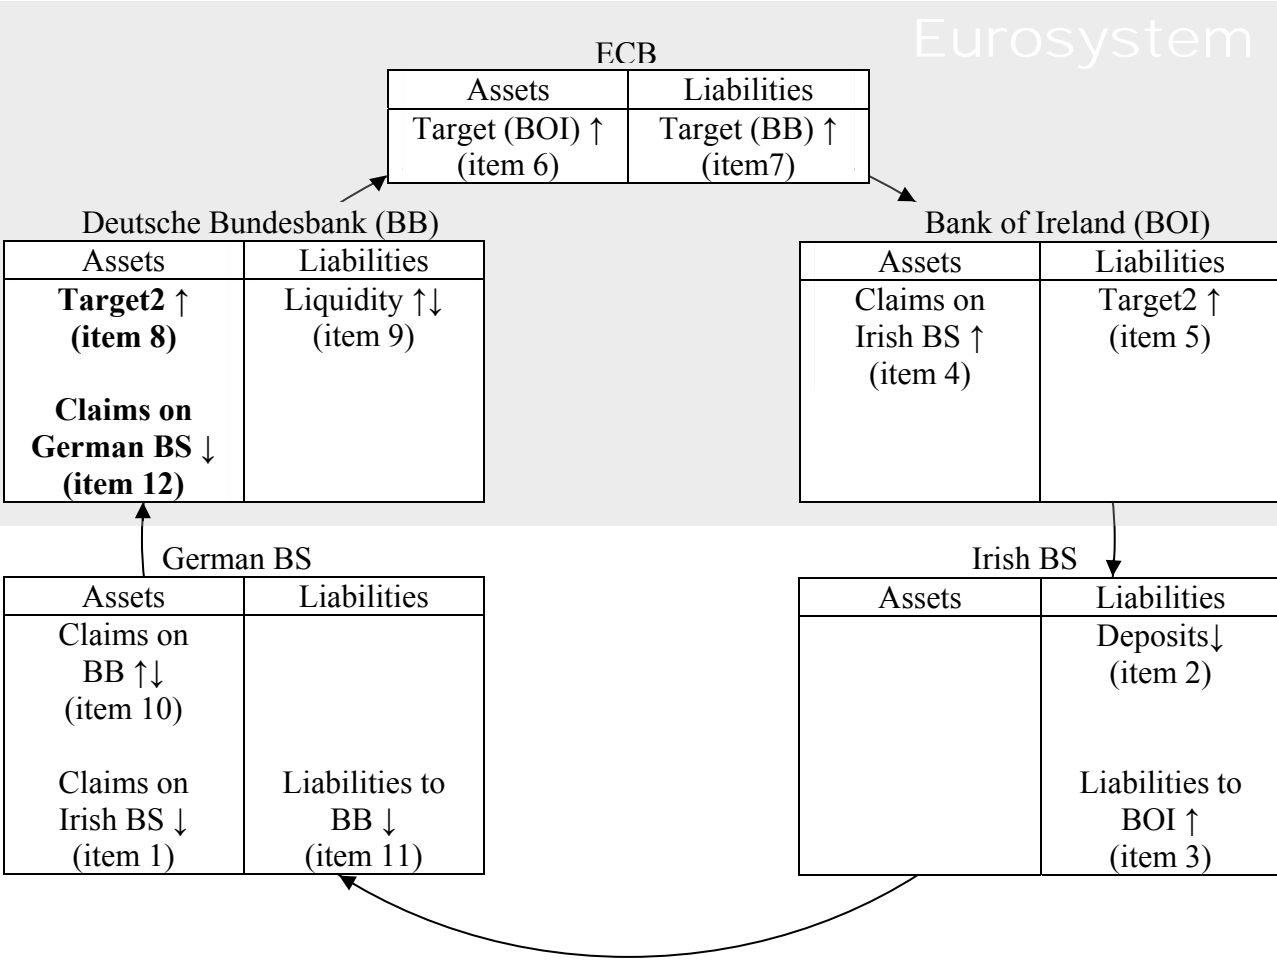 Eurosystem
ECB
Assets Liabilities
Target (BOI) ↑ Target (BB) ↑
(item 6) (item7)
Deutsche Bundesbank (BB)
Assets Liabilities
Target2 ↑ Liquidity ↑↓
(item 8) (item 9)
Claims on
German BS ↓
(item 12)
Bank of Ireland (BOI)
Assets Liabilities
Claims on Target2 ↑
Irish BS ↑ (item 5)
(item 4)
German BS
Assets Liabilities
Claims on
BB ↑↓
(item 10)
Claims on Liabilities to
Irish BS ↓ BB ↓
(item 1) (item 11)
Irish BS
Assets Liabilities
Deposits↓
(item 2)
Liabilities to
BOI ↑
(item 3)